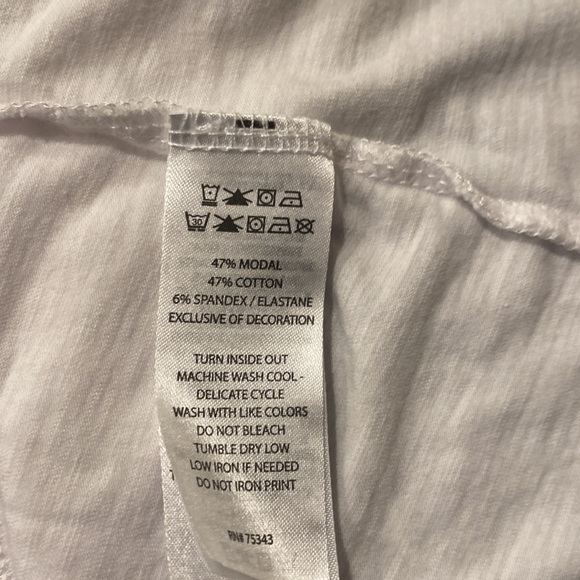 30
47% MODAL
47% COTTON
6% SPANDEX / ELASTANE
EXCLUSIVE OF DECORATION
TURN INSIDE OUT
MACHINE WASH COOL -
DELICATE CYCLE
WASH WITH LIKE COLORS
DO NOT BLEACH
TUMBLE DRY LOW
LOW IRON IF NEEDED
DO NOT IRON PRINT
RN# 75343